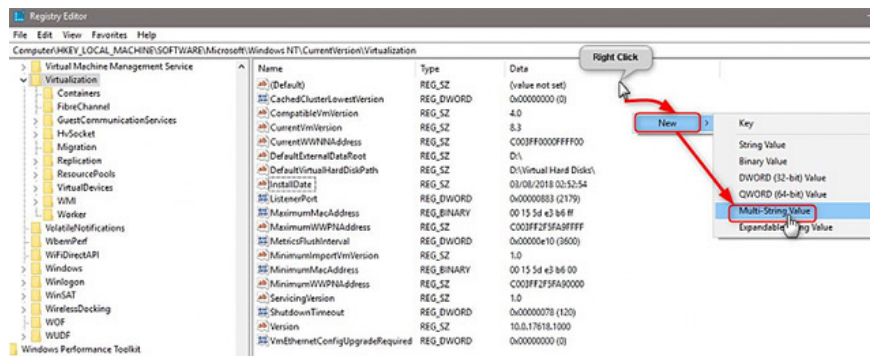 Registry Editor
File Edit View Favorites Help
Computer\HKEY_LOCAL_MACHINE\SOFTWARE\Microsoft\Windows NT\CurrentVersion\Virtualization
Virtual Machine Management Service
Virtualization
Containers
FibreChannel
GuestCommunicationServices
HvSocket
Migration
Replication
ResourcePools
VirtualDevices
WMI
Worker
VolatileNotifications
WbemPerf
WiFiDirectAPI
Windows
Winlogon
WinSAT
WirelessDocking
WOF
WUDF
Windows Performance Toolkit
Name Type Data
(Default) REG_SZ (value not set)
CachedClusterLowestVersion REG_DWORD 0x00000000 (0)
CompatibleVmVersion REG_SZ 4.0
CurrentVmVersion REG_SZ 8.3
CurrentWWNNAddress REG_SZ C003FF0000FFFF00
DefaultExternalDataRoot REG_SZ D:\
DefaultVirtualHardDiskPath REG_SZ D:\Virtual Hard Disks\
InstallDate REG_SZ 03/08/2018 02:52:54
ListenerPort REG_DWORD 0x00000883 (2179)
MaximumMacAddress REG_BINARY 00 15 5d e3 b6 ff
MaximumWWPNAddress REG_SZ C003FF2F5FA9FFFF
MetricsFlushInterval REG_DWORD 0x00000e10 (3600)
MinimumImportVmVersion REG_SZ 1.0
MinimumMacAddress REG_BINARY 00 15 5d e3 b6 00
MinimumWWPNAddress REG_SZ C003FF2F5FA90000
ServicingVersion REG_SZ 1.0
ShutdownTimeout REG_DWORD 0x00000078 (120)
Version REG_SZ 10.0.17618.1000
VmEthernetConfigUpgradeRequired REG_DWORD 0x00000000 (0)
Right Click
New
Key
String Value
Binary Value
DWORD (32-bit) Value
QWORD (64-bit) Value
Multi-String Value
Expandable Value